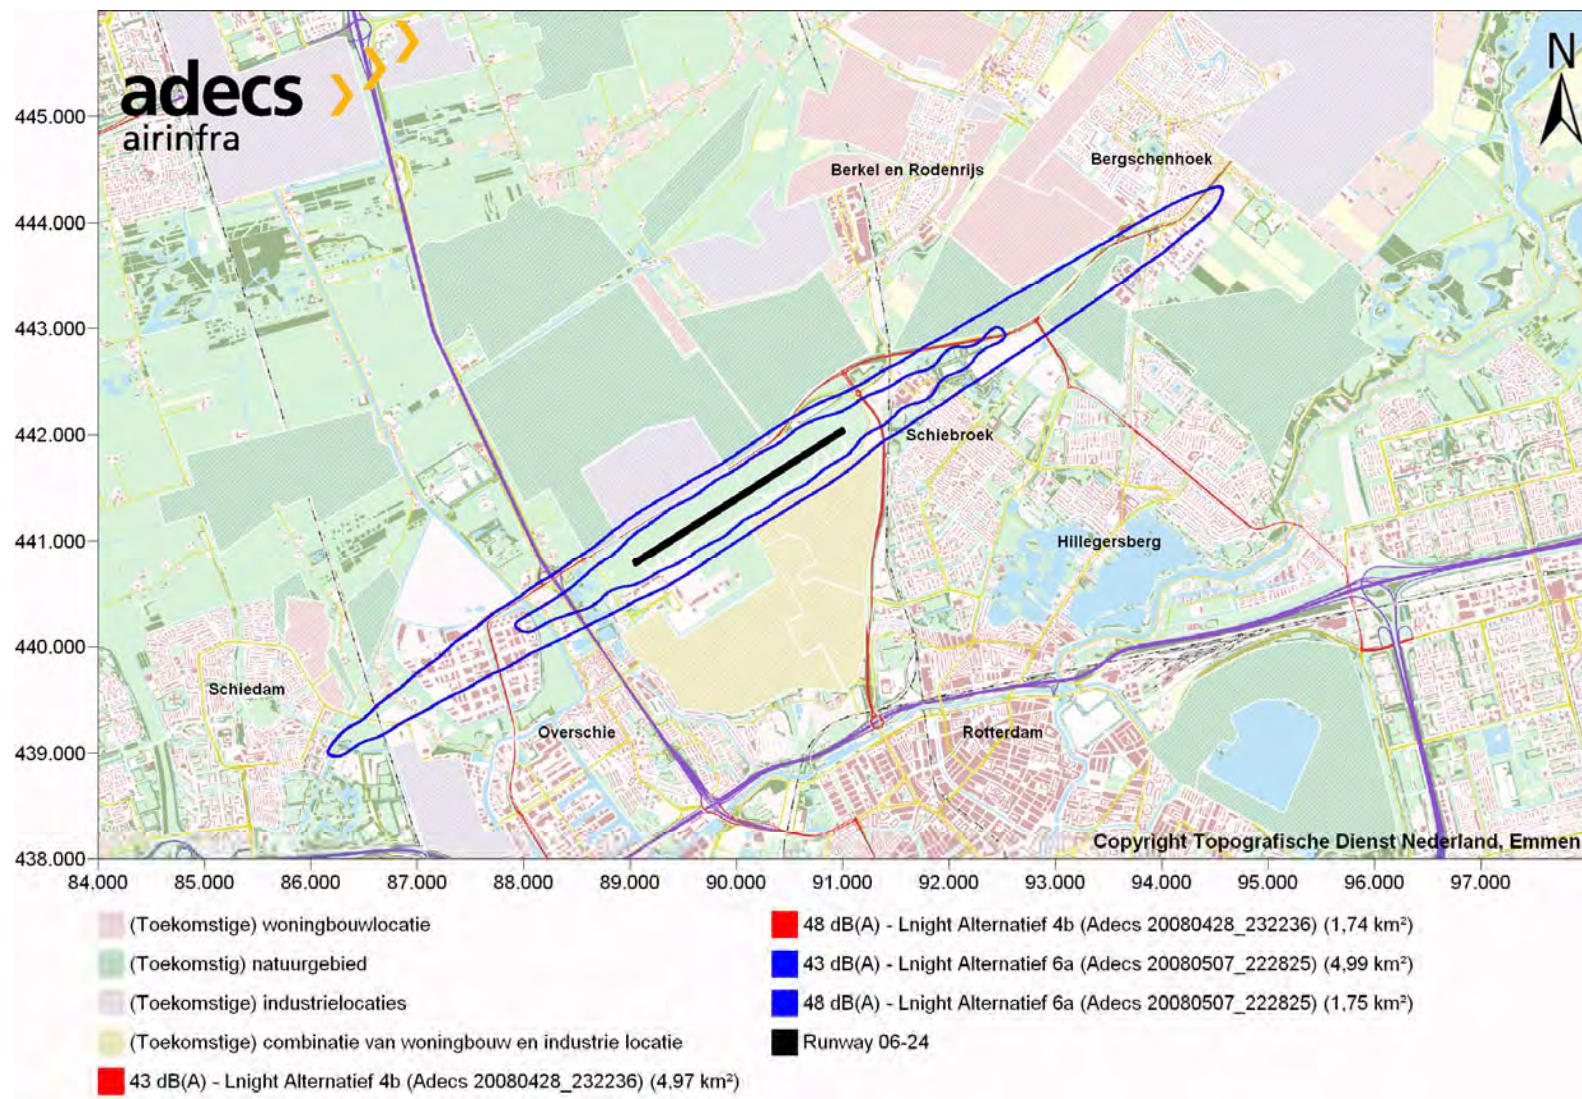 adecs
airinfra
N
445.000
444.000
443.000
442.000
441.000
440.000
439.000
438.000
Bergschenhoek
Berkel en Rodenrijs
Schiebroek
Hillegersberg
Schiedam
Overschie
Rotterdam
Copyright Topografische Dienst Nederland, Emmen
84.000 85.000 86.000 87.000 88.000 89.000 90.000 91.000 92.000 93.000 94.000 95.000 96.000 97.000
(Toekomstige) woningbouwlocatie
(Toekomstig) natuurgebied
(Toekomstige) industrielocaties
(Toekomstige) combinatie van woningbouw en industrie locatie
43 dB(A) - Lnight Alternatief 4b (Adecs 20080428_232236) (4,97 km²)
48 dB(A) - Lnight Alternatief 4b (Adecs 20080428_232236) (1,74 km²)
43 dB(A) - Lnight Alternatief 6a (Adecs 20080507_222825) (4,99 km²)
48 dB(A) - Lnight Alternatief 6a (Adecs 20080507_222825) (1,75 km²)
Runway 06-24